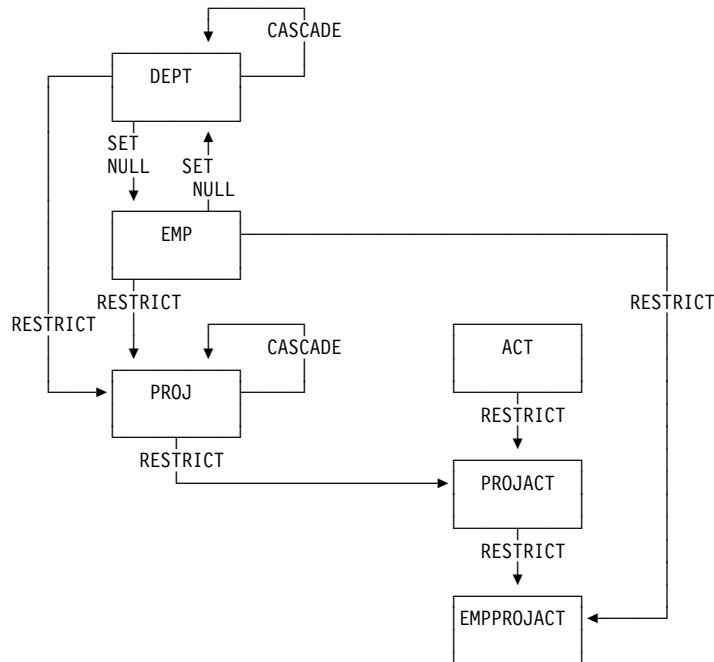 CASCADE
DEPT
SET
NULL
SET
NULL
EMP
RESTRICT
RESTRICT
RESTRICT
CASCADE
ACT
PROJ
RESTRICT
RESTRICT
PROJACT
RESTRICT
EMPPROJACT